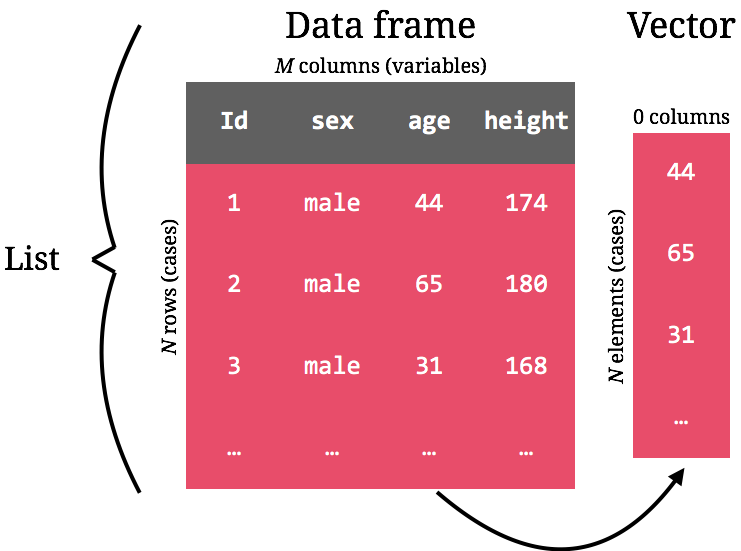 Data frame
Vector
M columns (variables)
0 columns
Id sex age height
1 male 44 174
2 male 65 180
3 male 31 168
… … … …
44
65
31
…
List
N rows (cases)
N elements (cases)